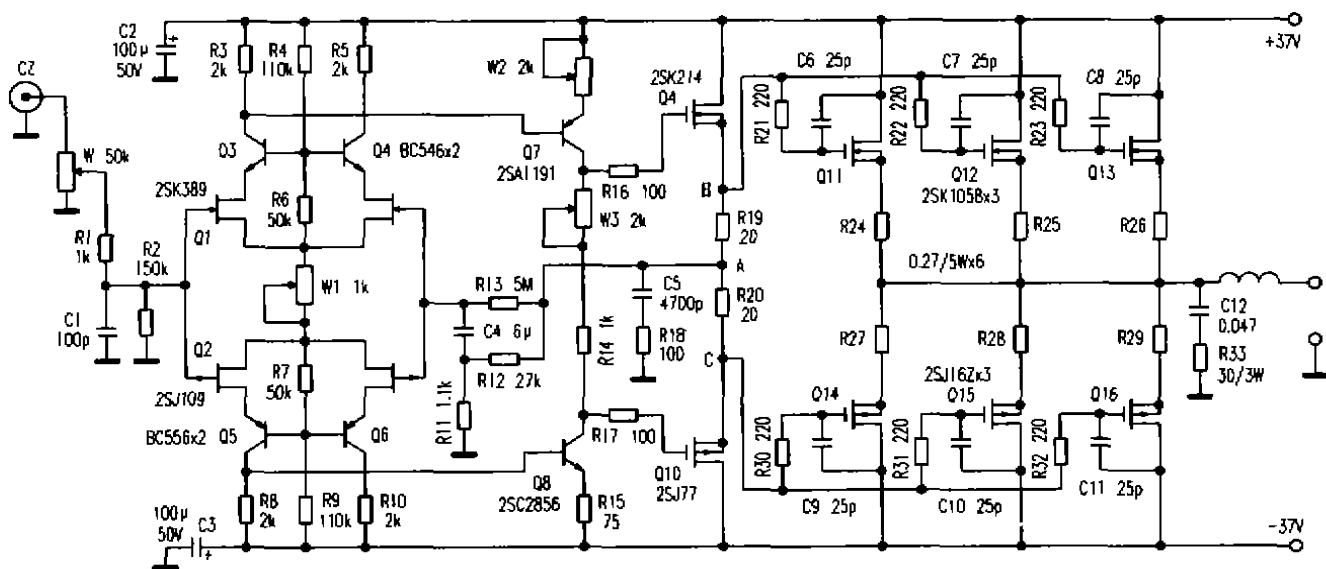 CZ
W 50k
R1
1k
R2
150k
C1
100p
C2
100µ
50V
R3
2k
R4
110k
R5
2k
Q3
Q4 BC546x2
2SK389
Q1
R6
50k
W1 1k
Q2
2SJ109
R7
50k
BC556x2
Q5
Q6
R8
2k
R9
110k
R10
2k
100µ
50V
C3
R13 5M
C4 6µ
R12 27k
R11 1.1k
W2 2k
Q7
2SA1191
R16
100
W3 2k
R14 1k
R17
100
Q8
2SC2856
R15
75
2SK214
Q4
B
R19
20
A
R20
20
C
C5
4700p
R18
100
Q10
2SJ77
C6 25p
R21 220
Q11
R24
C7 25p
R22 220
Q12
2SK1058x3
R25
C8 25p
R23 220
Q13
R26
0.27/5Wx6
R27
R28
R29
Q14
2SJ162x3
Q15
Q16
R30 220
C9 25p
R31 220
C10 25p
R32 220
C11 25p
C12
0.047
R33
30/3W
+37V
-37V